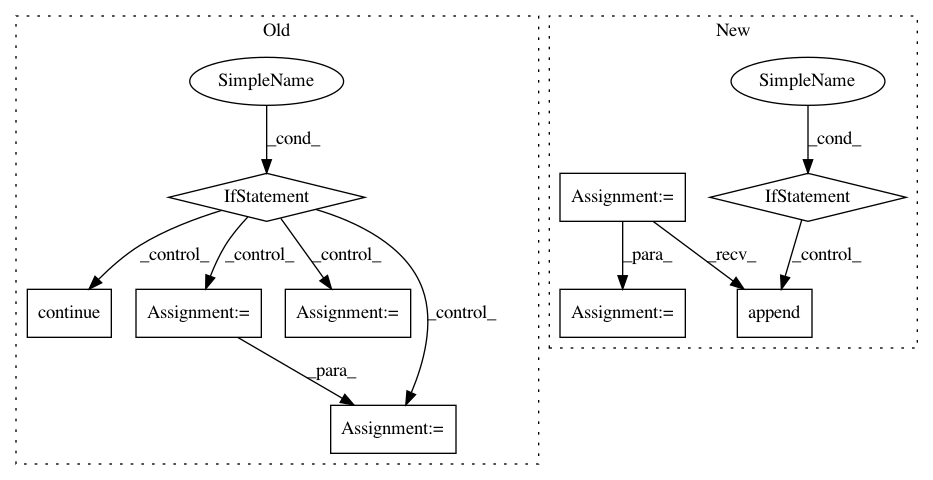 Old
New
SimpleName
SimpleName
_cond_
_cond_
IfStatement
Assignment:=
IfStatement
_control_
_control_
_control_
_control_
_para_
_recv_
_control_
continue
Assignment:=
Assignment:=
Assignment:=
append
_para_
Assignment:=